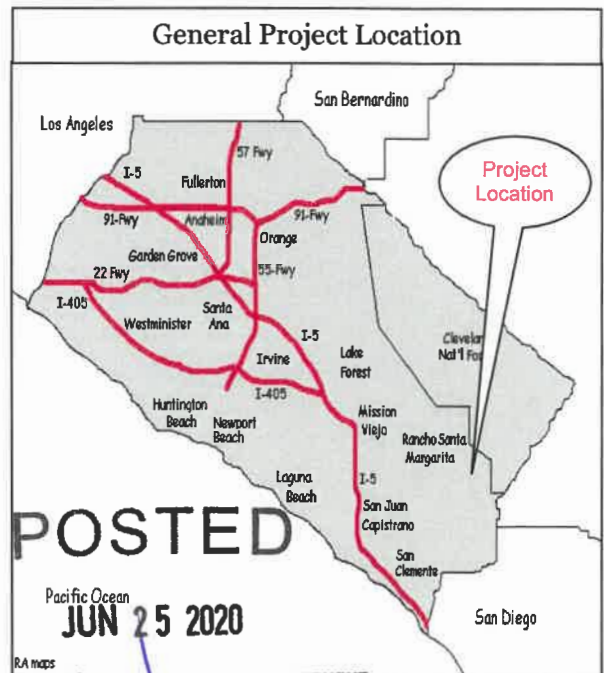 General Project Location
San Bernardino
Los Angeles
57 Fwy
I-5
Fullerton
Project
Location
91-Fwy
Anaheim
91-Fwy
Orange
Garden Grove
22 Fwy
55-Fwy
I-405
Santa
Ana
Westminister
I-5
Irvine
Lake
Forest
Clevelan
Nat'l Fo
I-405
Huntington
Beach
Newport
Beach
Mission
Viejo
Rancho Santa
Margarita
Laguna
Beach
I-5
San Juan
Capistrano
POSTED
San
Clemente
Pacific Ocean
JUN 25 2020
San Diego
RA maps